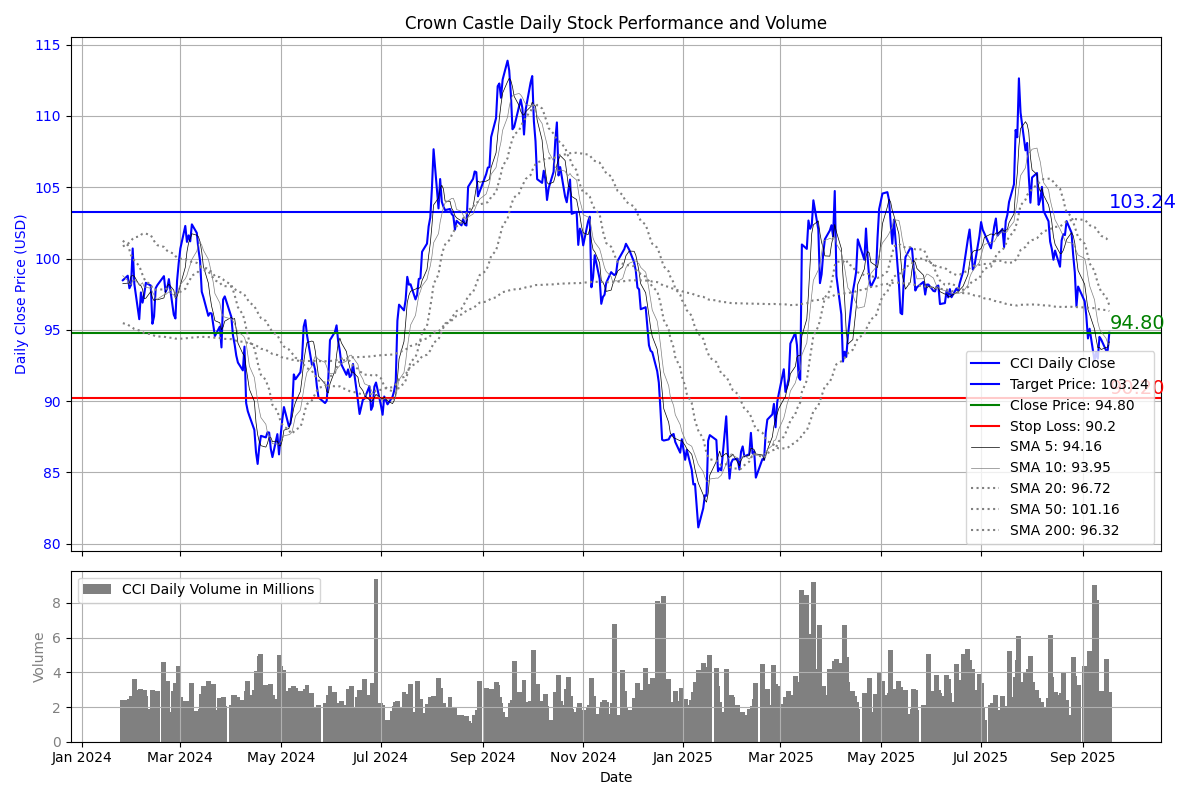 Crown Castle Daily Stock Performance and Volume
Daily Close Price (USD)
115
110
105
100
95
90
85
80
103.24
94.80
90.20
CCI Daily Close
Target Price: 103.24
Close Price: 94.80
Stop Loss: 90.2
SMA 5: 94.16
SMA 10: 93.95
SMA 20: 96.72
SMA 50: 101.16
SMA 200: 96.32
CCI Daily Volume in Millions
Volume
8
6
4
2
0
Jan 2024 Mar 2024 May 2024 Jul 2024 Sep 2024 Nov 2024 Jan 2025 Mar 2025 May 2025 Jul 2025 Sep 2025
Date